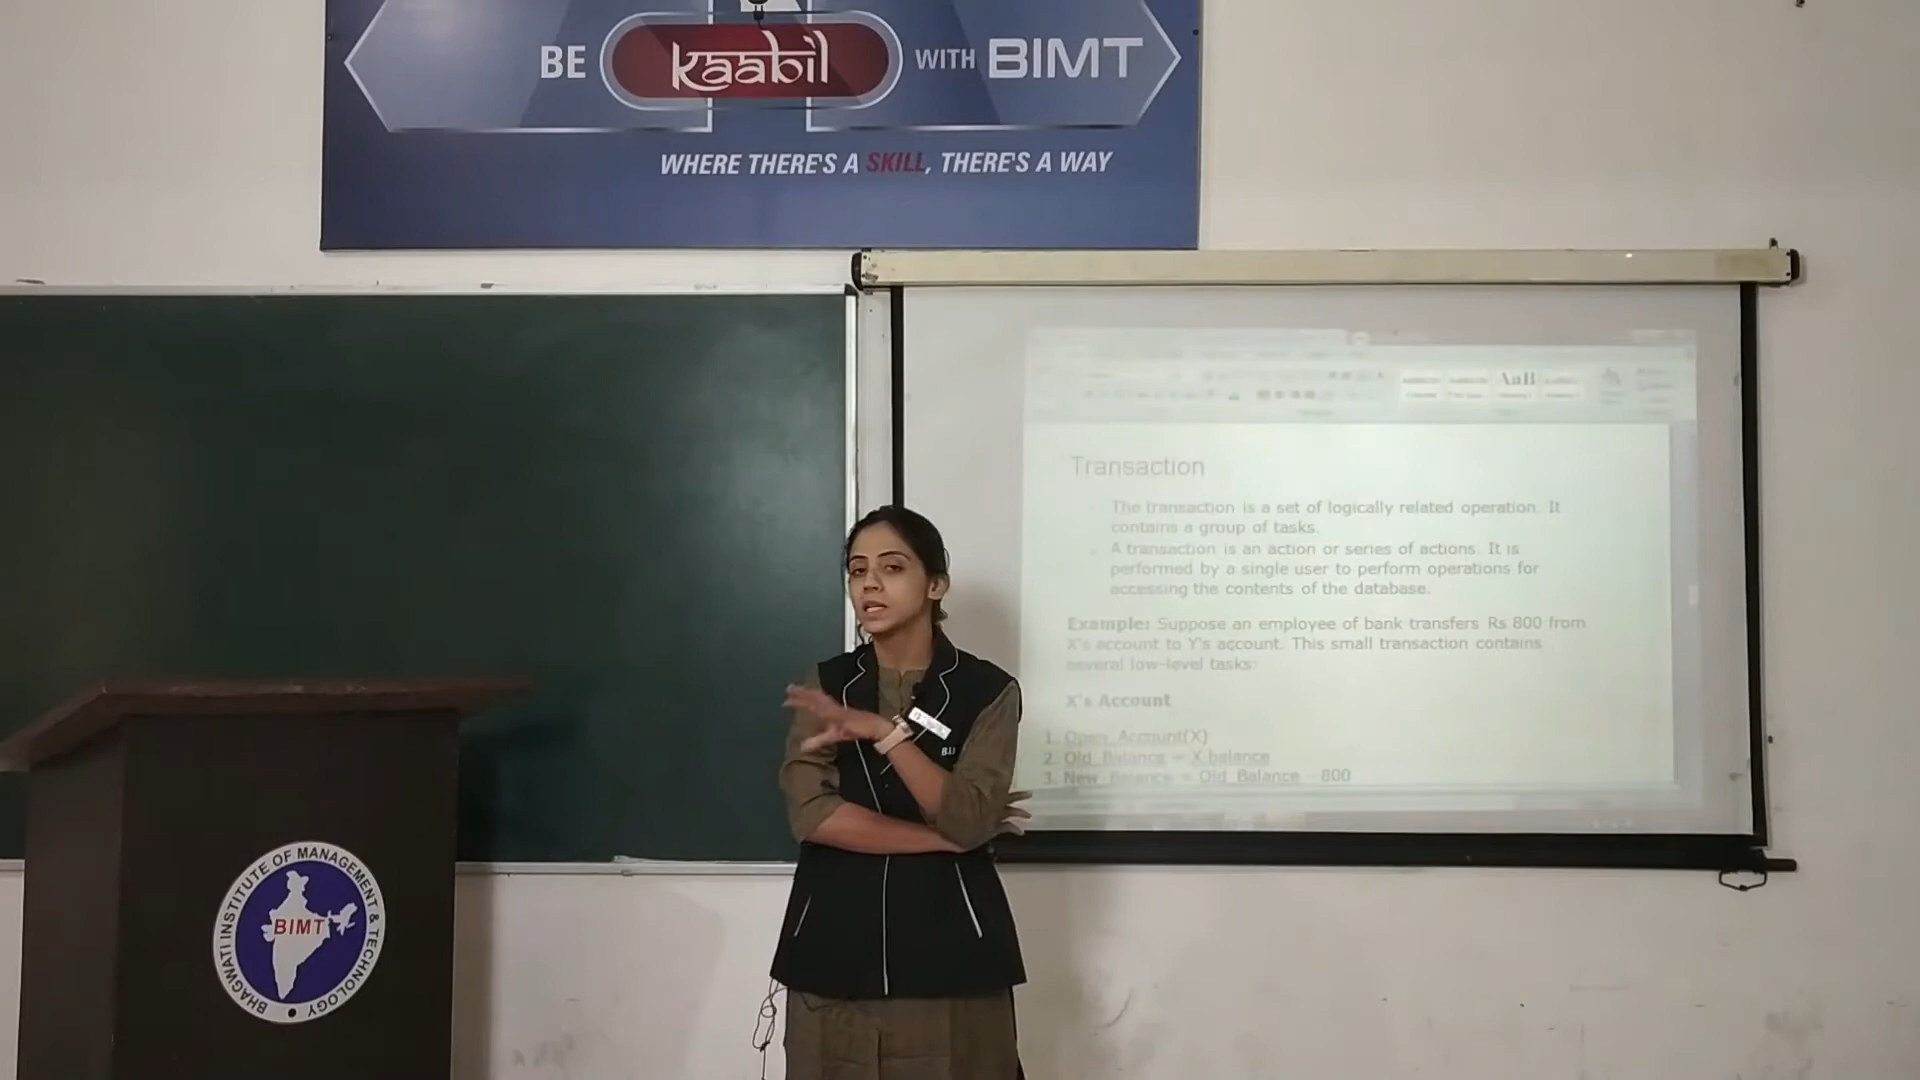 BE kaabil WITH BIMT
WHERE THERE'S A SKILL, THERE'S A WAY
AaB
Transaction
The transaction is a set of logically related operation. It
contains a group of tasks.
A transaction is an action or series of actions. It is
performed by a single user to perform operations for
accessing the contents of the database.
Example: Suppose an employee of bank transfers Rs 800 from
X's account to Y's account. This small transaction contains
several low-level tasks:
X's Account
1. Open_Account(X)
2. Old_Balance = X.balance
3. New_Balance = Old_Balance - 800
BHAGWATI INSTITUTE OF MANAGEMENT & TECHNOLOGY
BIMT